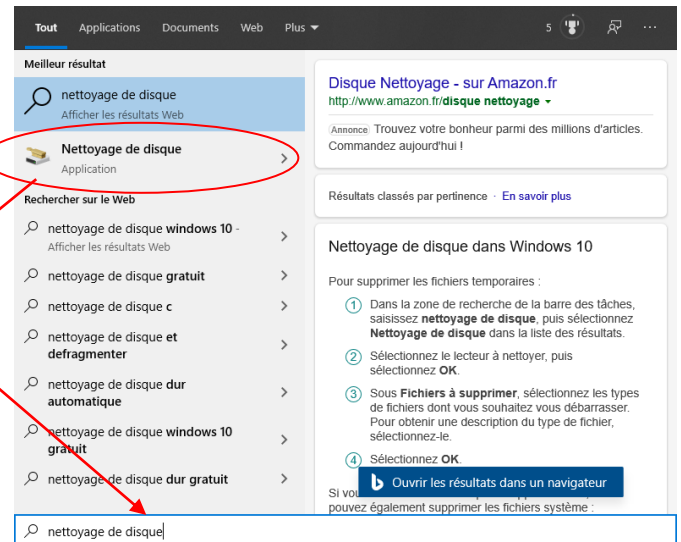 Tout Applications Documents Web Plus 5 ...
Meilleur résultat
nettoyage de disque
Afficher les résultats Web
Nettoyage de disque
Application
Rechercher sur le Web
nettoyage de disque windows 10 -
Afficher les résultats Web
nettoyage de disque gratuit
nettoyage de disque c
nettoyage de disque et
defragmenter
nettoyage de disque dur
automatique
nettoyage de disque windows 10
gratuit
nettoyage de disque dur gratuit
nettoyage de disque
Disque Nettoyage - sur Amazon.fr
http://www.amazon.fr/disque nettoyage
Annonce Trouvez votre bonheur parmi des millions d'articles.
Commandez aujourd'hui !
Résultats classés par pertinence · En savoir plus
Nettoyage de disque dans Windows 10
Pour supprimer les fichiers temporaires :
1 Dans la zone de recherche de la barre des tâches,
saisissez nettoyage de disque, puis sélectionnez
Nettoyage de disque dans la liste des résultats.
2 Sélectionnez le lecteur à nettoyer, puis
sélectionnez OK.
3 Sous Fichiers à supprimer, sélectionnez les types
de fichiers dont vous souhaitez vous débarrasser.
Pour obtenir une description du type de fichier,
sélectionnez-le.
4 Sélectionnez OK.
Ouvrir les résultats dans un navigateur
Si vou
pouvez également supprimer les fichiers système :